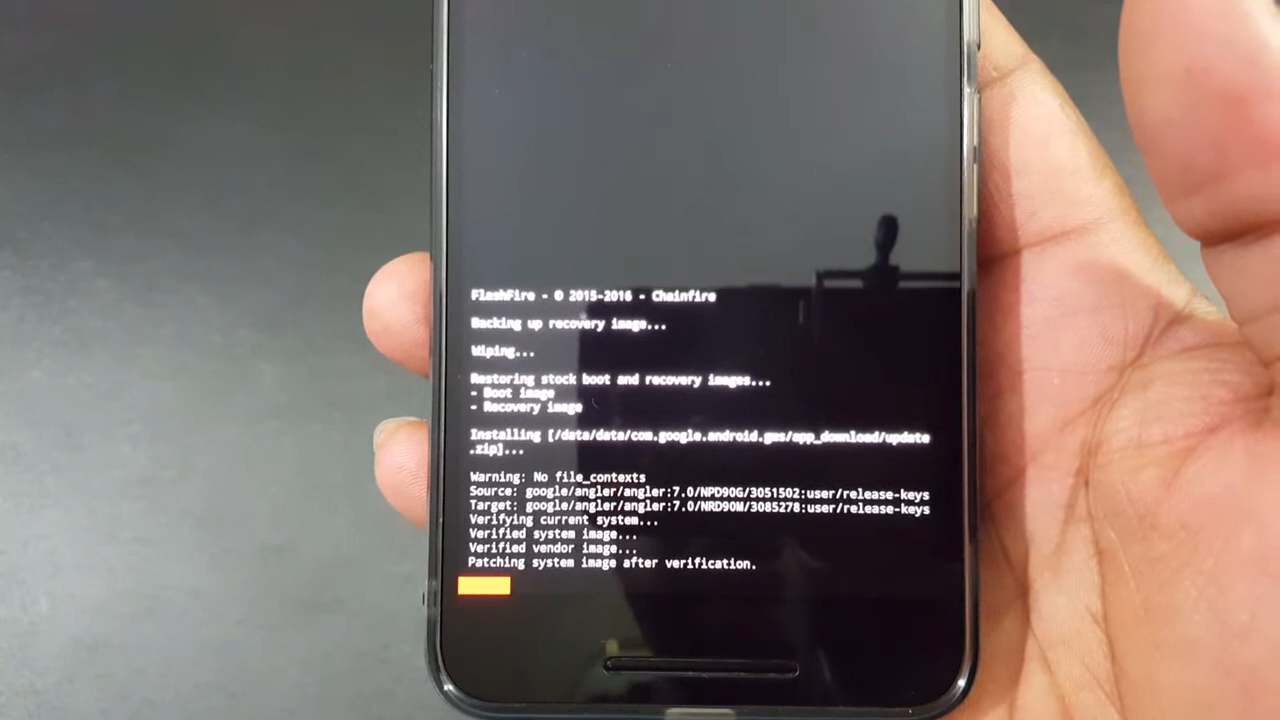 FlashFire - © 2015-2016 - Chainfire
Backing up recovery image...
Wiping...
Restoring stock boot and recovery images...
- Boot image
- Recovery image
Installing [/data/data/com.google.android.gms/app_download/update
.zip]...
Warning: No file_contexts
Source: google/angler/angler:7.0/NPD90G/3051502:user/release-keys
Target: google/angler/angler:7.0/NRD90M/3085278:user/release-keys
Verifying current system...
Verified system image...
Verified vendor image...
Patching system image after verification.